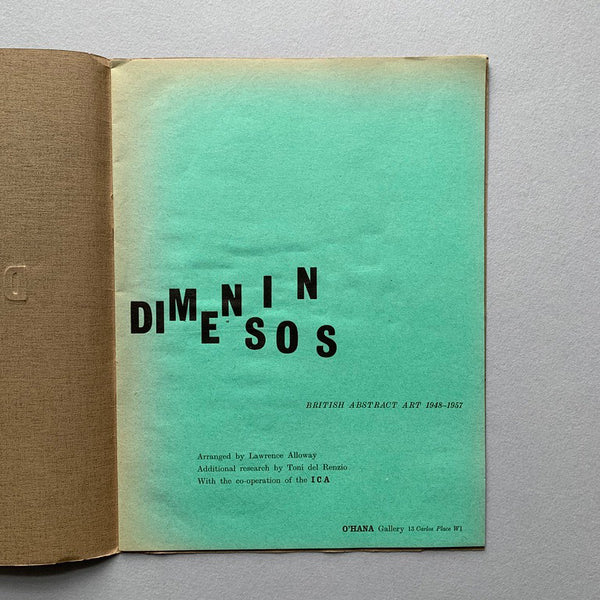 D
DIMENSIONS
BRITISH ABSTRACT ART 1948–1957
Arranged by Lawrence Alloway
Additional research by Toni del Renzio
With the co-operation of the ICA
O'HANA Gallery 13 Carlos Place W1